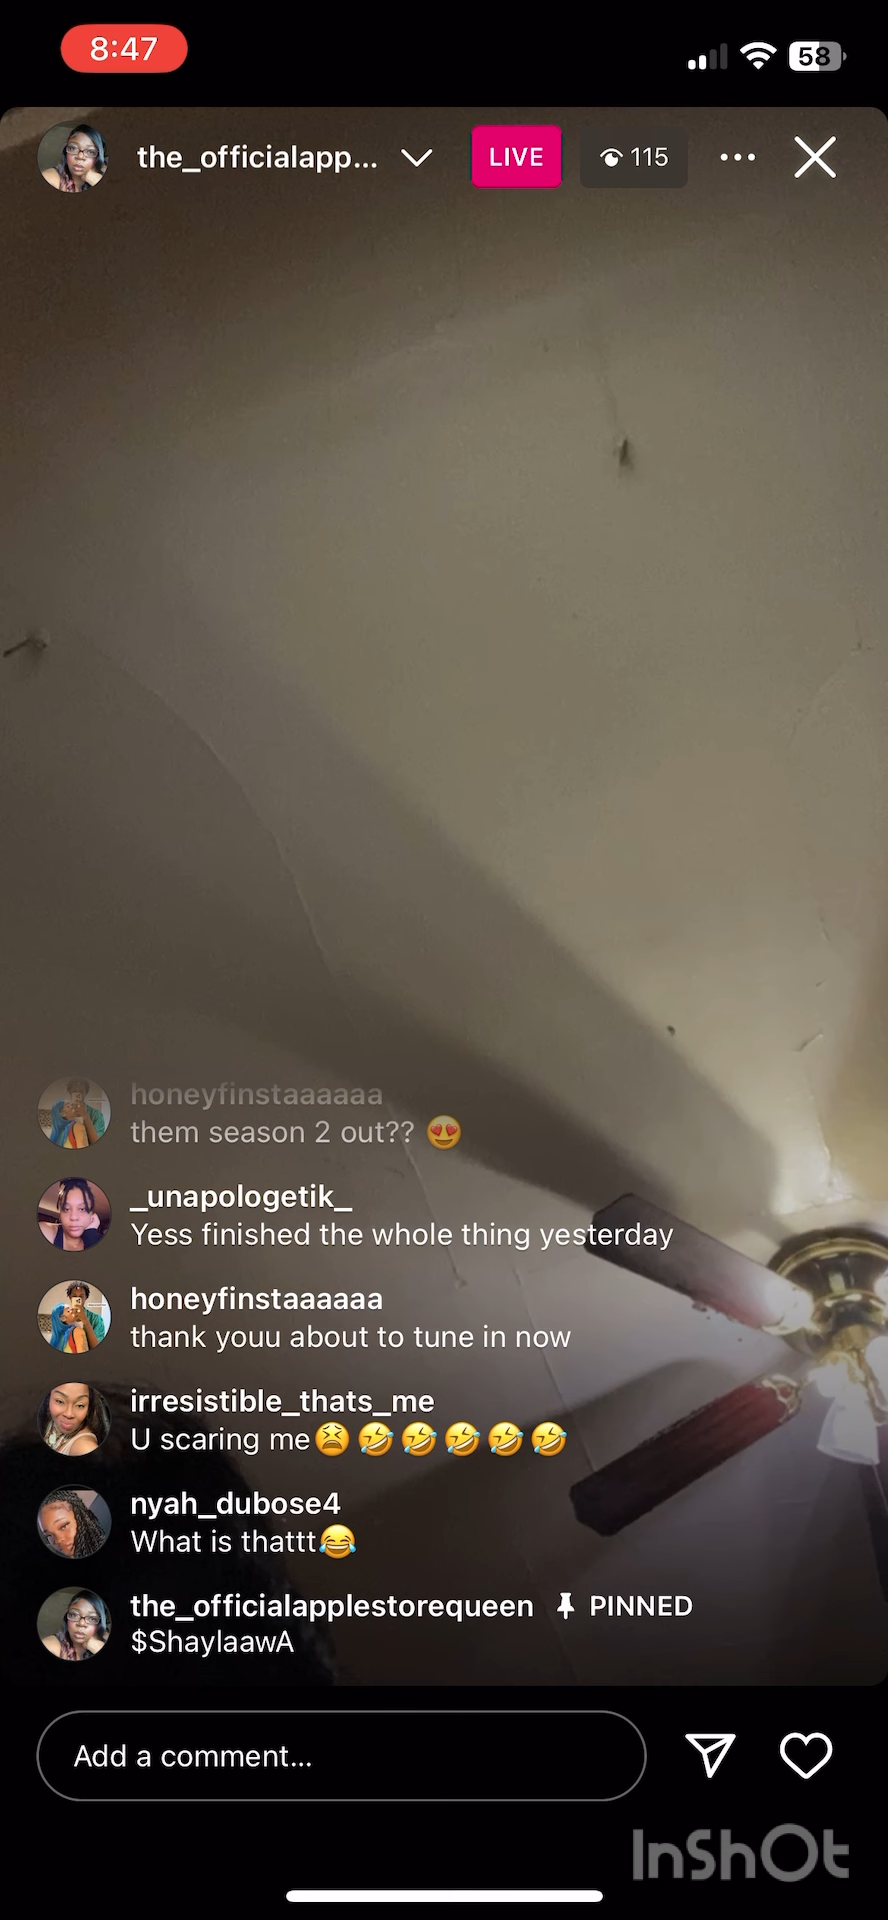 8:47
58
the_officialapp...
LIVE
115
honeyfinstaaaaaa
them season 2 out?? 😍
_unapologetik_
Yess finished the whole thing yesterday
honeyfinstaaaaaa
thank youu about to tune in now
irresistible_thats_me
U scaring me😫🤣🤣🤣🤣🤣
nyah_dubose4
What is thattt😂
the_officialapplestorequeen PINNED
$ShaylaawA
Add a comment...
InShOt